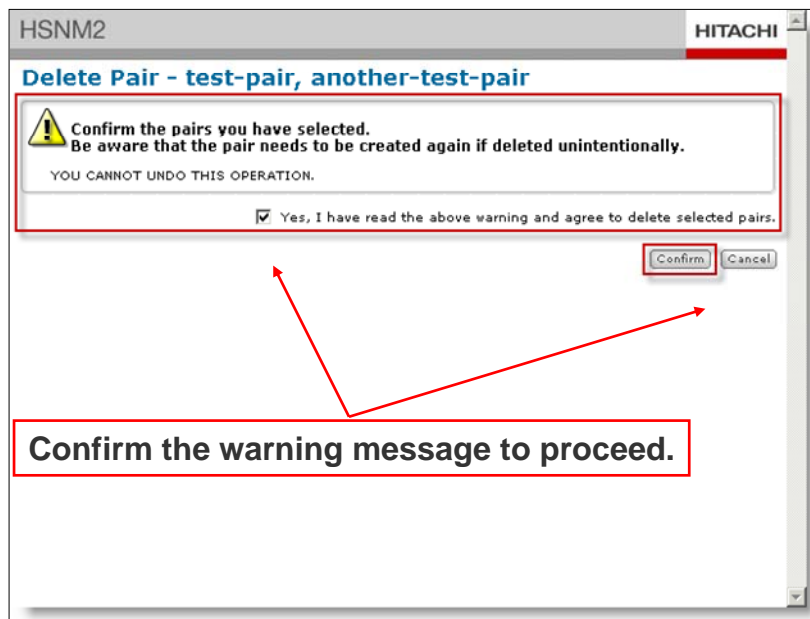 HSNM2
HITACHI
Delete Pair - test-pair, another-test-pair
Confirm the pairs you have selected.
Be aware that the pair needs to be created again if deleted unintentionally.
YOU CANNOT UNDO THIS OPERATION.
Yes, I have read the above warning and agree to delete selected pairs.
Confirm Cancel
Confirm the warning message to proceed.